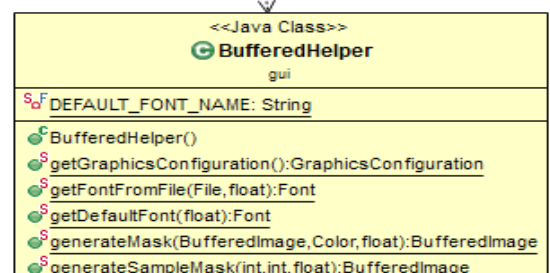 <<Java Class>>
C BufferedHelper
gui
S F DEFAULT_FONT_NAME: String
C BufferedHelper()
S getGraphicsConfiguration():GraphicsConfiguration
S getFontFromFile(File,float):Font
S getDefaultFont(float):Font
S generateMask(BufferedImage,Color,float):BufferedImage
S generateSampleMask(int,int,float):BufferedImage